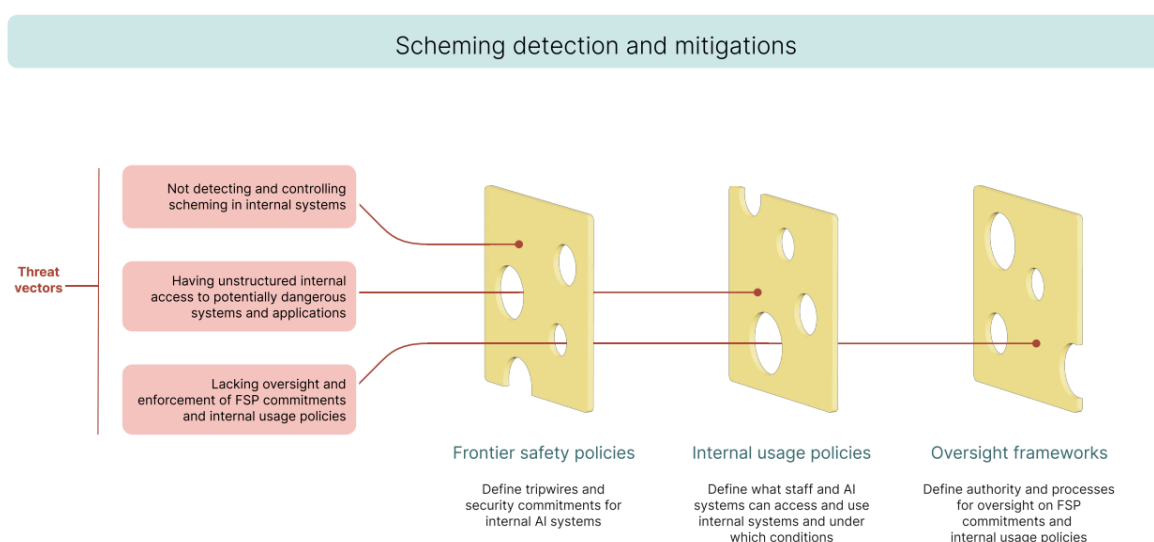 Scheming detection and mitigations
Threat
vectors
Not detecting and controlling
scheming in internal systems
Having unstructured internal
access to potentially dangerous
systems and applications
Lacking oversight and
enforcement of FSP commitments
and internal usage policies
Frontier safety policies
Define tripwires and
security commitments for
internal AI systems
Internal usage policies
Define what staff and AI
systems can access and use
internal systems and under
which conditions
Oversight frameworks
Define authority and processes
for oversight on FSP
commitments and
internal usage policies